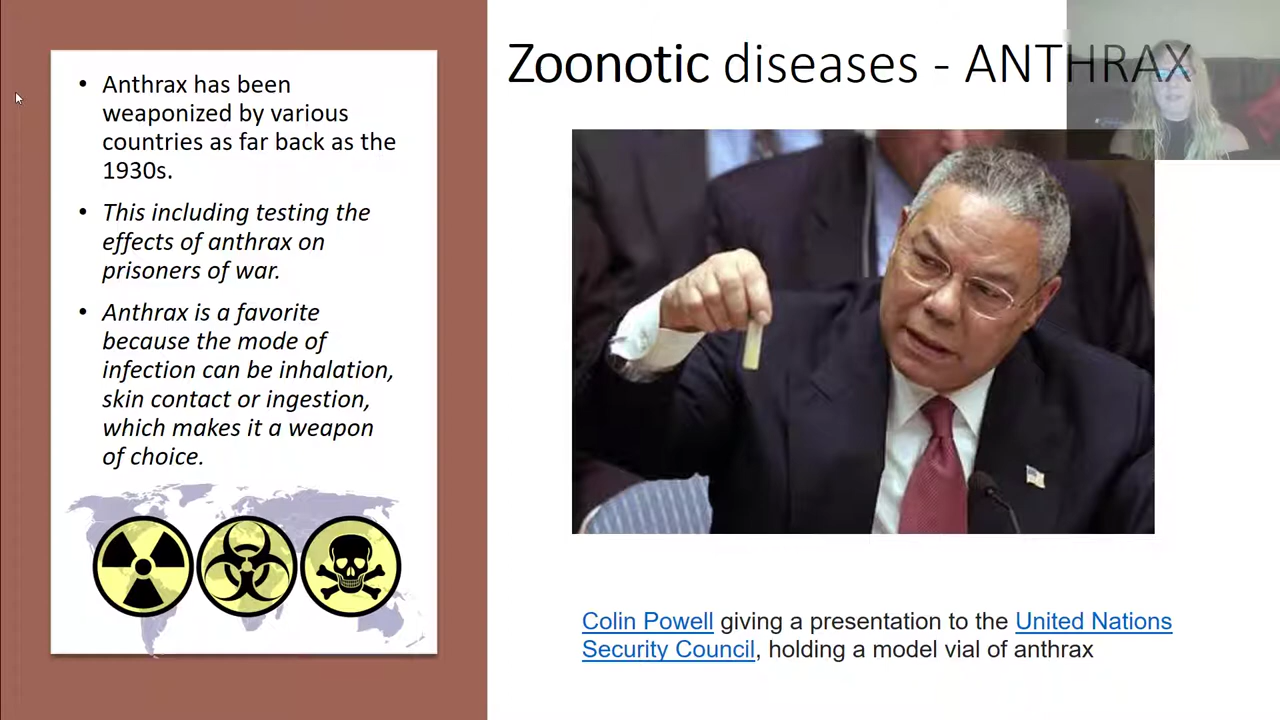 Zoonotic diseases - ANTHRAX
• Anthrax has been
weaponized by various
countries as far back as the
1930s.
• This including testing the
effects of anthrax on
prisoners of war.
• Anthrax is a favorite
because the mode of
infection can be inhalation,
skin contact or ingestion,
which makes it a weapon
of choice.
Colin Powell giving a presentation to the United Nations
Security Council, holding a model vial of anthrax